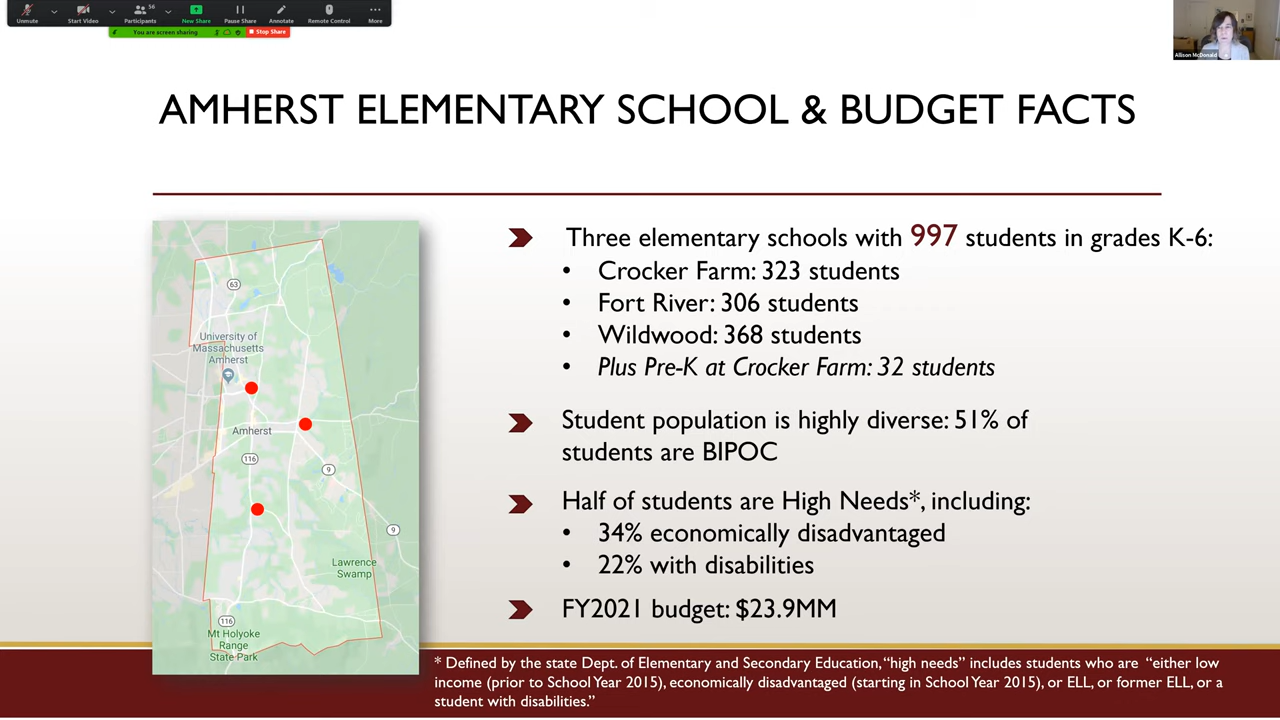 56
Unmute
Start Video
Participants
New Share
Pause Share
Annotate
Remote Control
More
You are screen sharing
Stop Share
Allison McDonald
AMHERST ELEMENTARY SCHOOL & BUDGET FACTS
63
University of
Massachusetts
Amherst
Amherst
116
9
9
Lawrence
Swamp
116
Mt Holyoke
Range
State Park
Three elementary schools with 997 students in grades K-6:
• Crocker Farm: 323 students
• Fort River: 306 students
• Wildwood: 368 students
• Plus Pre-K at Crocker Farm: 32 students
Student population is highly diverse: 51% of
students are BIPOC
Half of students are High Needs*, including:
• 34% economically disadvantaged
• 22% with disabilities
FY2021 budget: $23.9MM
* Defined by the state Dept. of Elementary and Secondary Education, “high needs” includes students who are “either low
income (prior to School Year 2015), economically disadvantaged (starting in School Year 2015), or ELL, or former ELL, or a
student with disabilities.”